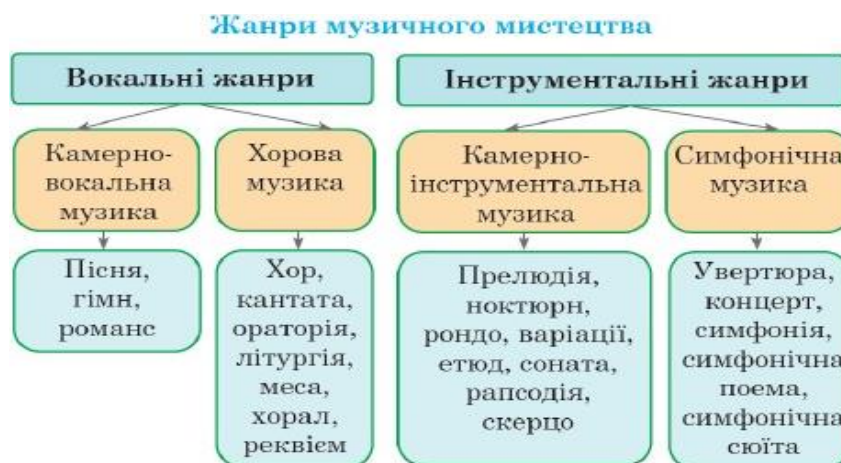 Жанри музичного мистецтва
Вокальні жанри
Інструментальні жанри
Камерно-
вокальна
музика
Хорова
музика
Камерно-
інструментальна
музика
Симфонічна
музика
Пісня,
гімн,
романс
Хор,
кантата,
ораторія,
літургія,
меса,
хорал,
реквієм
Прелюдія,
ноктюрн,
рондо, варіації,
етюд, соната,
рапсодія,
скерцо
Увертюра,
концерт,
симфонія,
симфонічна
поема,
симфонічна
сюїта